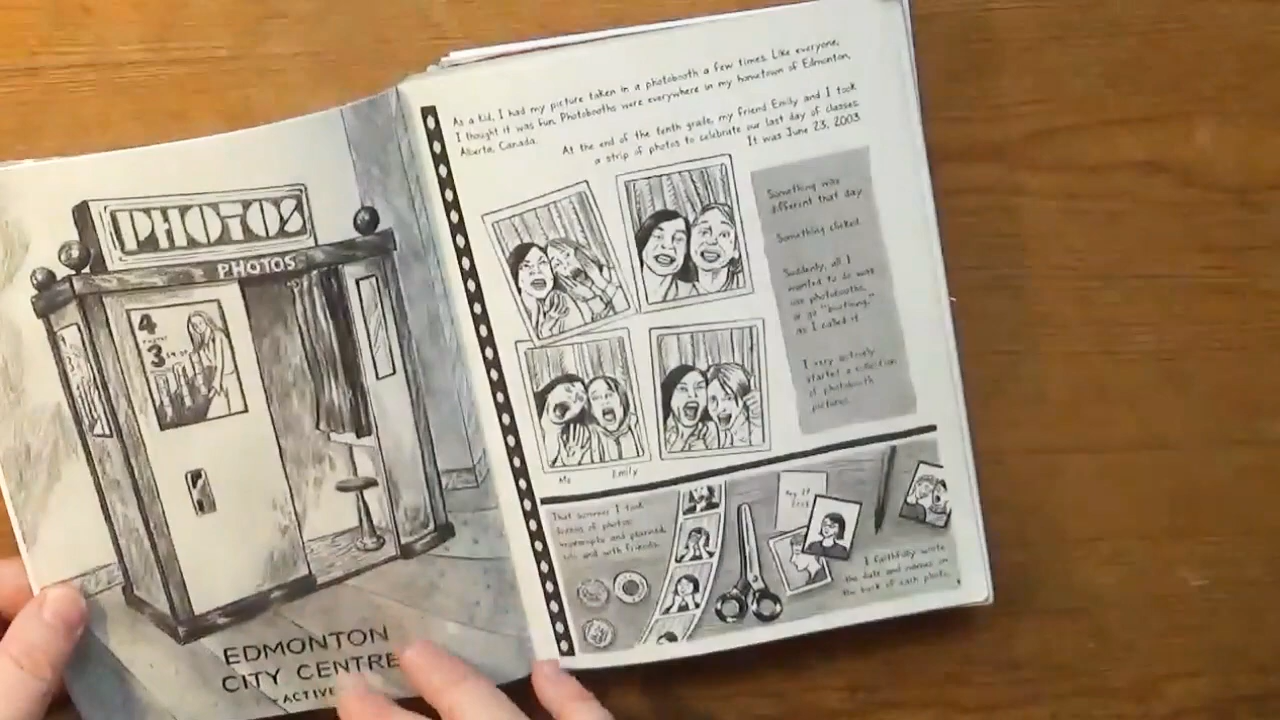 PHOTOS
PHOTOS
4
3
EDMONTON
CITY CENTRE
-ACTIVE
As a kid, I had my picture taken in a photobooth a few times. Like everyone,
I thought it was fun. Photobooths were everywhere in my hometown of Edmonton,
Alberta, Canada.
At the end of the tenth grade, my friend Emily and I took
a strip of photos to celebrate our last day of classes.
It was June 23, 2003.
Something was
different that day.
Something clicked.
Suddenly, all I
wanted to do was
use photobooths,
or go "boothing,"
as I called it.
I very actively
started a collection
of photobooth
pictures.
Me
Emily
That summer I took
dozens of photos:
impromptu and planned,
solo and with friends.
I faithfully wrote
the date and names on
the back of each photo.